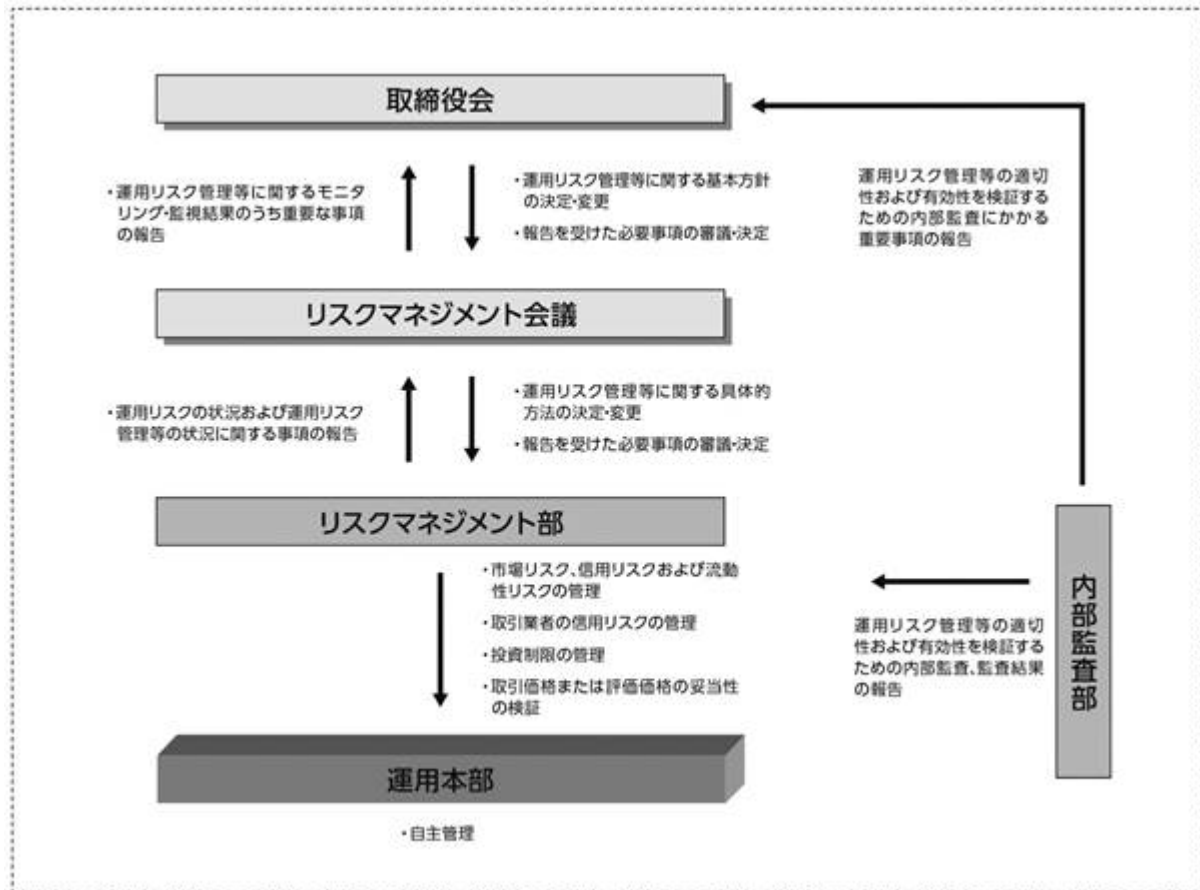 取締役会
・運用リスク管理等に関するモニタ
リング・監視結果のうち重要な事項
の報告
・運用リスク管理等に関する基本方針
の決定・変更
・報告を受けた必要事項の審議・決定
運用リスク管理等の適切
性および有効性を検証する
ための内部監査にかかる
重要事項の報告
リスクマネジメント会議
・運用リスクの状況および運用リスク
管理等の状況に関する事項の報告
・運用リスク管理等に関する具体的
方法の決定・変更
・報告を受けた必要事項の審議・決定
リスクマネジメント部
・市場リスク、信用リスクおよび流動
性リスクの管理
・取引業者の信用リスクの管理
・投資制限の管理
・取引価格または評価価格の妥当性
の検証
運用リスク管理等の適切
性および有効性を検証する
ための内部監査、監査結果
の報告
内部監査部
運用本部
・自主管理